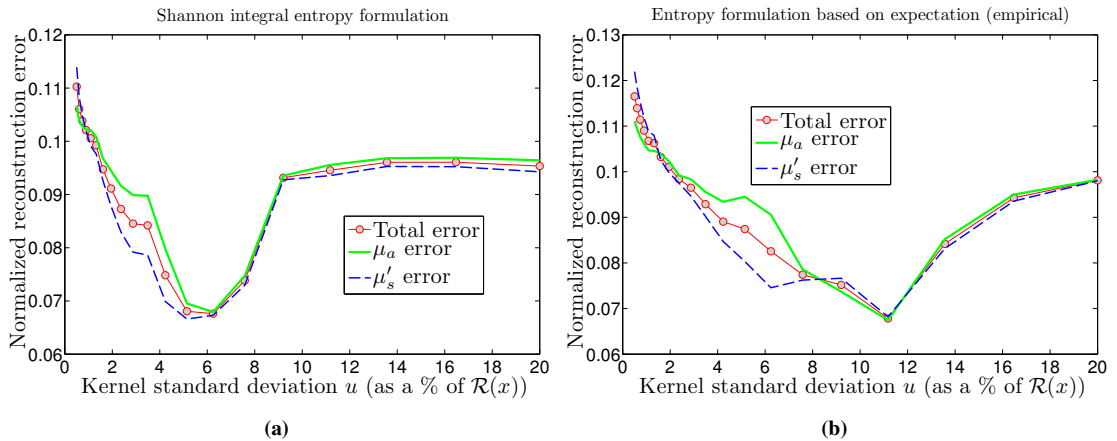 Shannon integral entropy formulation
0.12
0.11
0.1
0.09
0.08
0.07
0.06
Normalized reconstruction error
Total error
μₐ error
μ′ₛ error
0 2 4 6 8 10 12 14 16 18 20
Kernel standard deviation u (as a % of ℛ(x))
(a)
Entropy formulation based on expectation (empirical)
0.13
0.12
0.11
0.1
0.09
0.08
0.07
0.06
Normalized reconstruction error
Total error
μₐ error
μ′ₛ error
0 2 4 6 8 10 12 14 16 18 20
Kernel standard deviation u (as a % of ℛ(x))
(b)